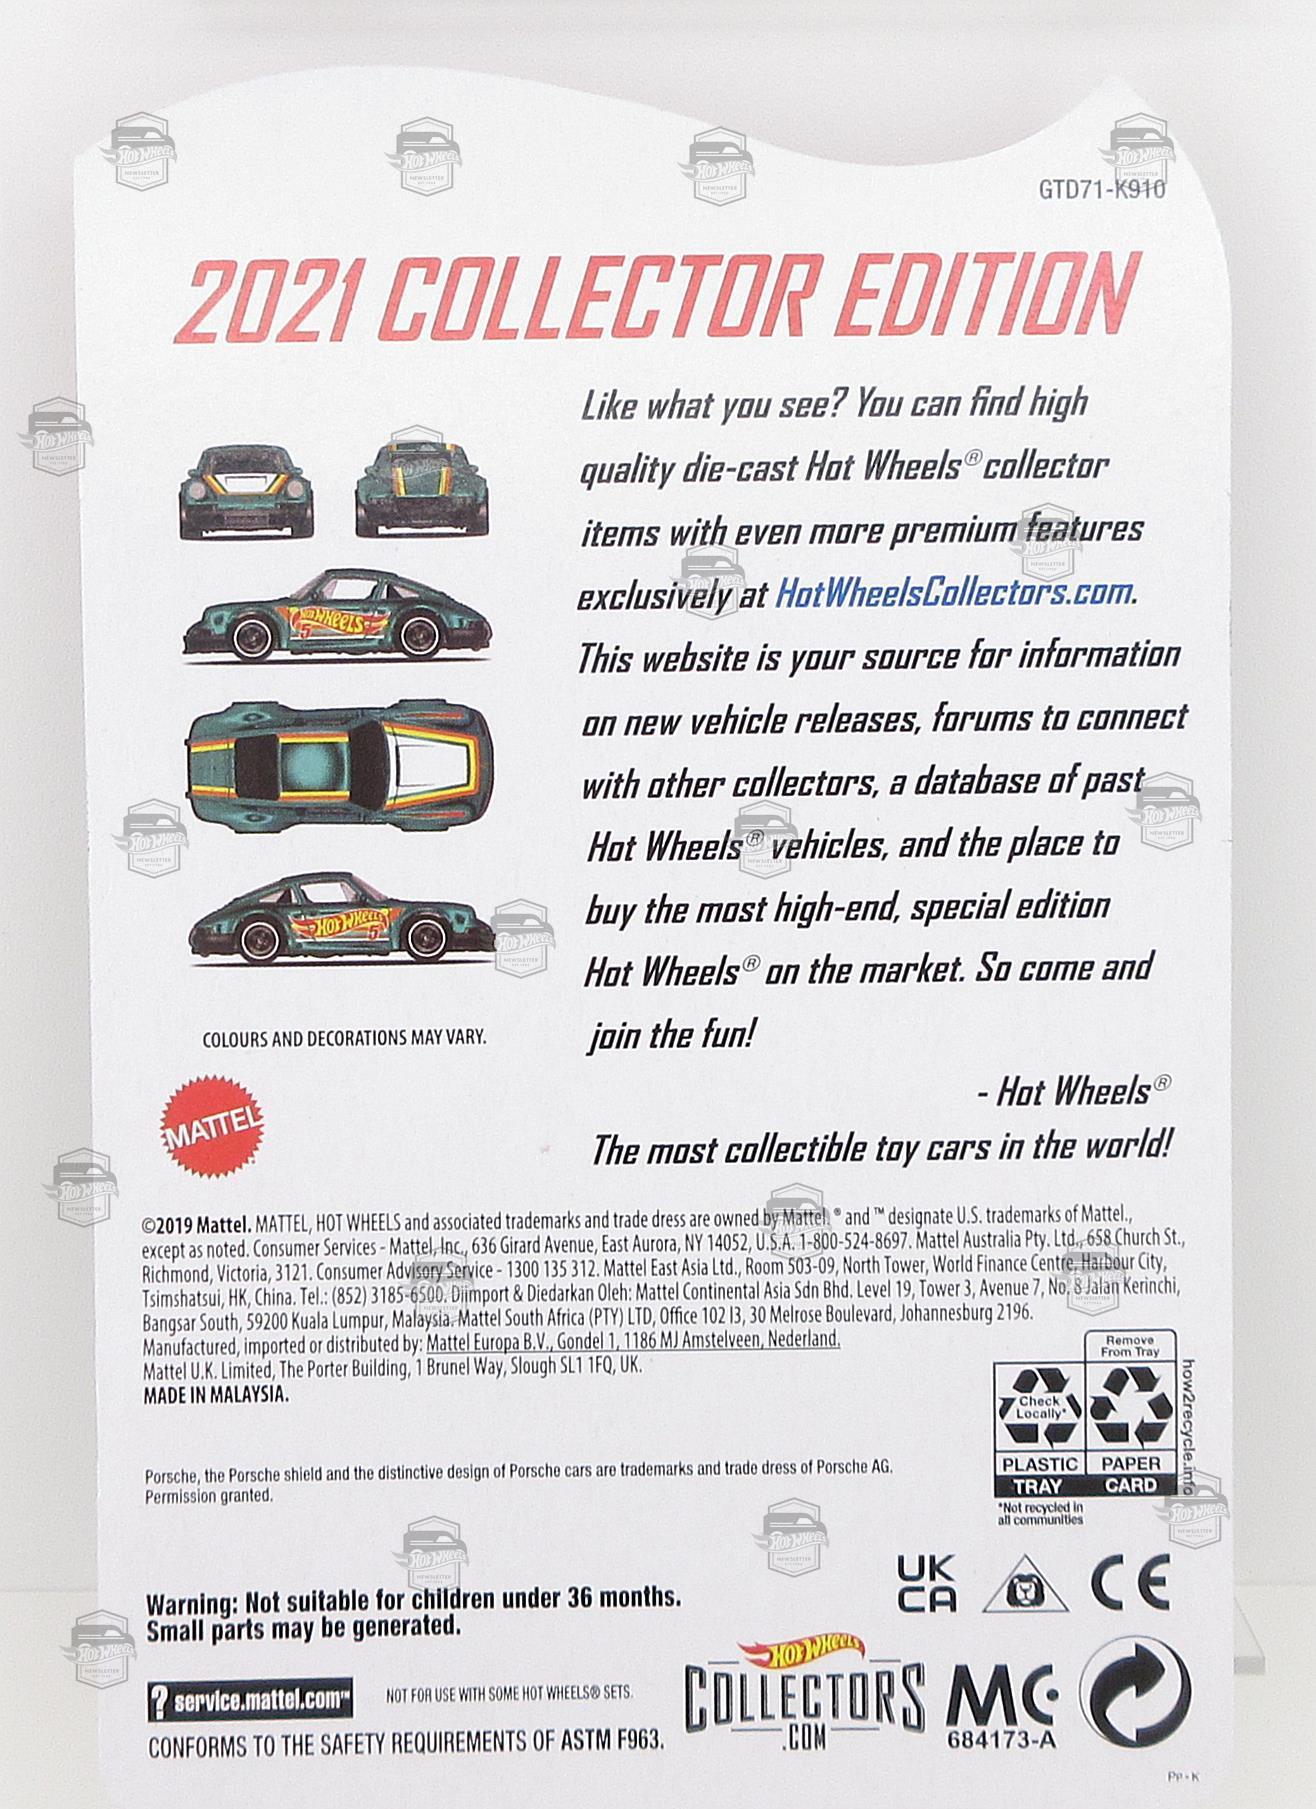 GTD71-K910
2021 COLLECTOR EDITION
Like what you see? You can find high
quality die-cast Hot Wheels® collector
items with even more premium features
exclusively at HotWheelsCollectors.com.
This website is your source for information
on new vehicle releases, forums to connect
with other collectors, a database of past
Hot Wheels® vehicles, and the place to
buy the most high-end, special edition
Hot Wheels® on the market. So come and
join the fun!
- Hot Wheels®
The most collectible toy cars in the world!
HOT WHEELS
5
HOT WHEELS
5
COLOURS AND DECORATIONS MAY VARY.
MATTEL
©2019 Mattel. MATTEL, HOT WHEELS and associated trademarks and trade dress are owned by Mattel. ® and ™ designate U.S. trademarks of Mattel.,
except as noted. Consumer Services - Mattel, Inc., 636 Girard Avenue, East Aurora, NY 14052, U.S.A. 1-800-524-8697. Mattel Australia Pty. Ltd., 658 Church St.,
Richmond, Victoria, 3121. Consumer Advisory Service - 1300 135 312. Mattel East Asia Ltd., Room 503-09, North Tower, World Finance Centre, Harbour City,
Tsimshatsui, HK, China. Tel.: (852) 3185-6500. Diimport & Diedarkan Oleh: Mattel Continental Asia Sdn Bhd. Level 19, Tower 3, Avenue 7, No. 8 Jalan Kerinchi,
Bangsar South, 59200 Kuala Lumpur, Malaysia. Mattel South Africa (PTY) LTD, Office 102 I3, 30 Melrose Boulevard, Johannesburg 2196.
Manufactured, imported or distributed by: Mattel Europa B.V., Gondel 1, 1186 MJ Amstelveen, Nederland.
Mattel U.K. Limited, The Porter Building, 1 Brunel Way, Slough SL1 1FQ, UK.
MADE IN MALAYSIA.
Remove
From Tray
Check
Locally*
PLASTIC
TRAY
PAPER
CARD
how2recycle.info
*Not recycled in
all communities
Porsche, the Porsche shield and the distinctive design of Porsche cars are trademarks and trade dress of Porsche AG.
Permission granted.
UK
CA
CE
Warning: Not suitable for children under 36 months.
Small parts may be generated.
? service.mattel.com™
NOT FOR USE WITH SOME HOT WHEELS® SETS.
CONFORMS TO THE SAFETY REQUIREMENTS OF ASTM F963.
HOT WHEELS
COLLECTORS
.COM
MC
684173-A
PP-K